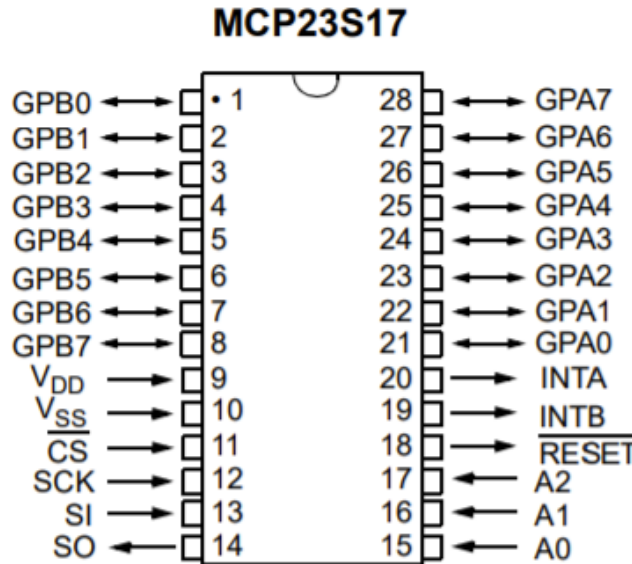 MCP23S17
GPB0 • 1 28 GPA7
GPB1 2 27 GPA6
GPB2 3 26 GPA5
GPB3 4 25 GPA4
GPB4 5 24 GPA3
GPB5 6 23 GPA2
GPB6 7 22 GPA1
GPB7 8 21 GPA0
VDD 9 20 INTA
VSS 10 19 INTB
CS 11 18 RESET
SCK 12 17 A2
SI 13 16 A1
SO 14 15 A0